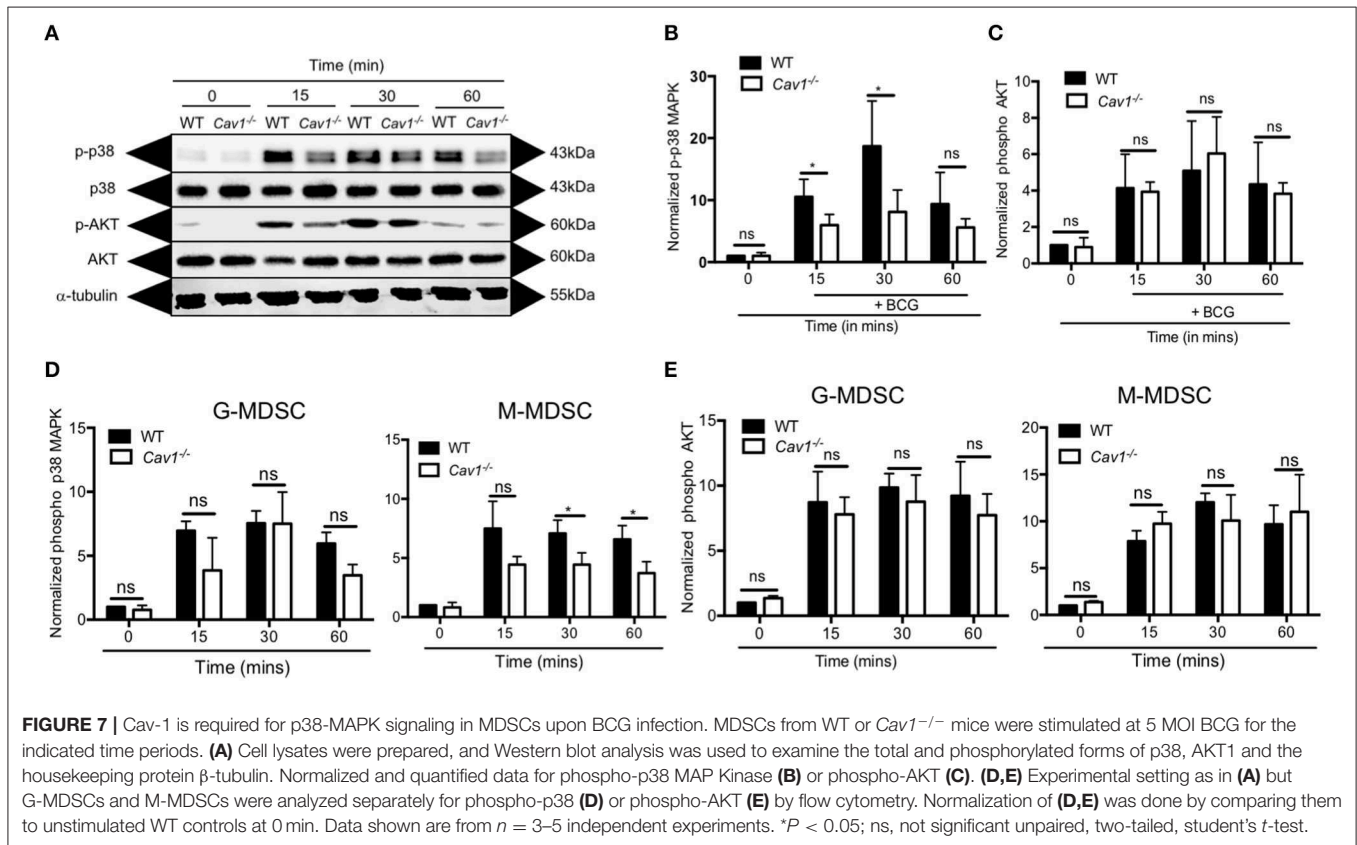 A
Time (min)
0 15 30 60
WT Cav1-/- WT Cav1-/- WT Cav1-/- WT Cav1-/-
p-p38 43kDa
p38 43kDa
p-AKT 60kDa
AKT 60kDa
α-tubulin 55kDa
B
WT
Cav1-/-
Normalized p-p38 MAPK
30
20
10
0
ns * * ns
0 15 30 60
+ BCG
Time (in mins)
C
WT
Cav1-/-
Normalized phospho AKT
10
8
6
4
2
0
ns ns ns ns
0 15 30 60
+ BCG
Time (in mins)
D
G-MDSC
WT
Cav1-/-
Normalized phospho p38 MAPK
15
10
5
0
ns ns ns ns
0 15 30 60
Time (mins)
M-MDSC
WT
Cav1-/-
15
10
5
0
ns * *
0 15 30 60
Time (mins)
E
G-MDSC
WT
Cav1-/-
Normalized phospho AKT
15
10
5
0
ns ns ns ns
0 15 30 60
Time (mins)
M-MDSC
WT
Cav1-/-
20
15
10
5
0
ns ns ns ns
0 15 30 60
Time (mins)
FIGURE 7 | Cav-1 is required for p38-MAPK signaling in MDSCs upon BCG infection. MDSCs from WT or Cav1−/− mice were stimulated at 5 MOI BCG for the
indicated time periods. (A) Cell lysates were prepared, and Western blot analysis was used to examine the total and phosphorylated forms of p38, AKT1 and the
housekeeping protein β-tubulin. Normalized and quantified data for phospho-p38 MAP Kinase (B) or phospho-AKT (C). (D,E) Experimental setting as in (A) but
G-MDSCs and M-MDSCs were analyzed separately for phospho-p38 (D) or phospho-AKT (E) by flow cytometry. Normalization of (D,E) was done by comparing them
to unstimulated WT controls at 0 min. Data shown are from n = 3–5 independent experiments. *P < 0.05; ns, not significant unpaired, two-tailed, student's t-test.